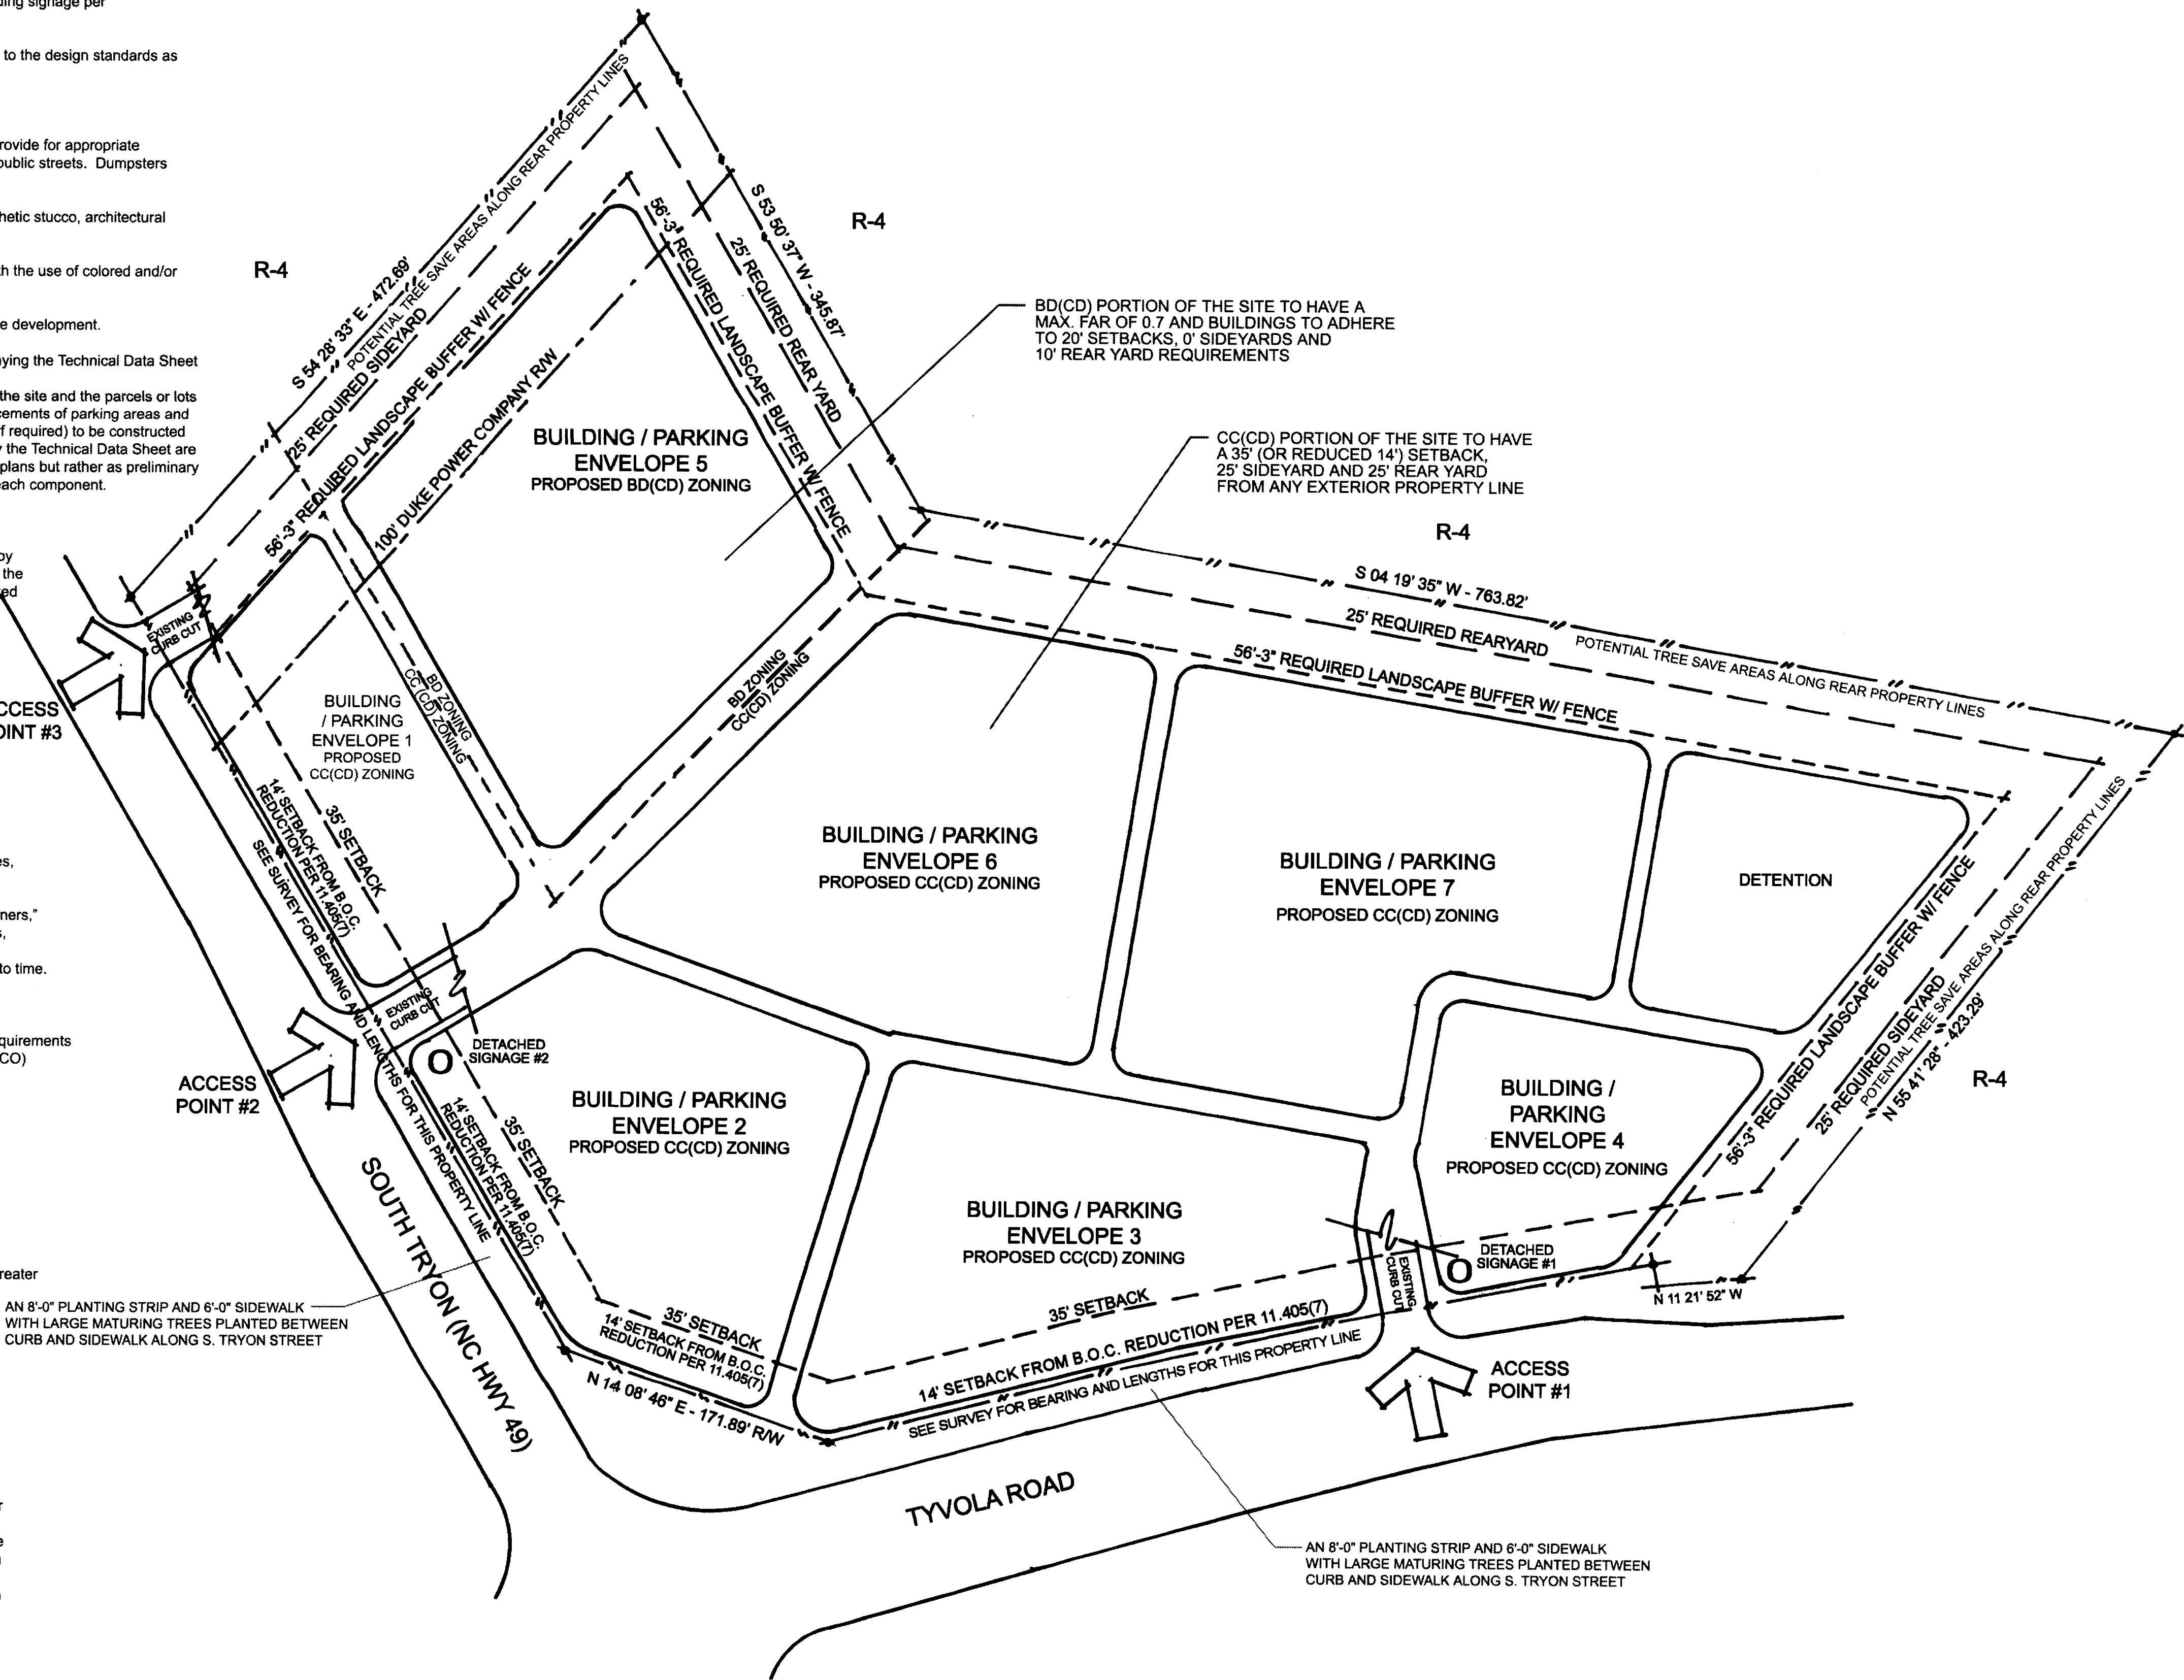 ding signage per
to the design standards as
rovide for appropriate
public streets. Dumpsters
hetic stucco, architectural
h the use of colored and/or
e development.
ying the Technical Data Sheet
the site and the parcels or lots
cements of parking areas and
f required) to be constructed
the Technical Data Sheet are
plans but rather as preliminary
each component.
by
the
ed
es,
ners,"
s,
to time.
quirements
CO)
reater
R-4
R-4
R-4
R-4
S 54 28' 33" E - 472.69'
POTENTIAL TREE SAVE AREAS ALONG REAR PROPERTY LINES
25' REQUIRED SIDEYARD
56'-3" REQUIRED LANDSCAPE BUFFER W/ FENCE
100' DUKE POWER COMPANY R/W
S 53 50' 37" W - 345.87'
25' REQUIRED REAR YARD
56'-3" REQUIRED LANDSCAPE BUFFER W/ FENCE
BUILDING / PARKING
ENVELOPE 5
PROPOSED BD(CD) ZONING
BD(CD) PORTION OF THE SITE TO HAVE A
MAX. FAR OF 0.7 AND BUILDINGS TO ADHERE
TO 20' SETBACKS, 0' SIDEYARDS AND
10' REAR YARD REQUIREMENTS
CC(CD) PORTION OF THE SITE TO HAVE
A 35' (OR REDUCED 14') SETBACK,
25' SIDEYARD AND 25' REAR YARD
FROM ANY EXTERIOR PROPERTY LINE
S 04 19' 35" W - 763.82'
25' REQUIRED REARYARD
POTENTIAL TREE SAVE AREAS ALONG REAR PROPERTY LINES
56'-3" REQUIRED LANDSCAPE BUFFER W/ FENCE
EXISTING
CURB CUT
CCESS
OINT #3
BUILDING
/ PARKING
ENVELOPE 1
PROPOSED
CC(CD) ZONING
BD ZONING
CC(CD) ZONING
BD ZONING
CC(CD) ZONING
35' SETBACK
14' SETBACK FROM B.O.C.
REDUCTION PER 11.405(7)
SEE SURVEY FOR BEARING AND LENGTHS FOR THIS PROPERTY LINE
BUILDING / PARKING
ENVELOPE 6
PROPOSED CC(CD) ZONING
BUILDING / PARKING
ENVELOPE 7
PROPOSED CC(CD) ZONING
DETENTION
56'-3" REQUIRED LANDSCAPE BUFFER W/ FENCE
25' REQUIRED SIDEYARD
POTENTIAL TREE SAVE AREAS ALONG REAR PROPERTY LINES
N 55 41' 28" - 423.29'
EXISTING
CURB CUT
DETACHED
SIGNAGE #2
ACCESS
POINT #2
BUILDING / PARKING
ENVELOPE 2
PROPOSED CC(CD) ZONING
35' SETBACK
14' SETBACK FROM B.O.C.
REDUCTION PER 11.405(7)
BUILDING / PARKING
ENVELOPE 3
PROPOSED CC(CD) ZONING
BUILDING /
PARKING
ENVELOPE 4
PROPOSED CC(CD) ZONING
DETACHED
SIGNAGE #1
EXISTING
CURB CUT
N 11 21' 52" W
SOUTH TRYON (NC HWY 49)
AN 8'-0" PLANTING STRIP AND 6'-0" SIDEWALK
WITH LARGE MATURING TREES PLANTED BETWEEN
CURB AND SIDEWALK ALONG S. TRYON STREET
35' SETBACK
14' SETBACK FROM B.O.C.
REDUCTION PER 11.405(7)
N 14 08' 46" E - 171.89' R/W
35' SETBACK
14' SETBACK FROM B.O.C. REDUCTION PER 11.405(7)
SEE SURVEY FOR BEARING AND LENGTHS FOR THIS PROPERTY LINE
ACCESS
POINT #1
TYVOLA ROAD
AN 8'-0" PLANTING STRIP AND 6'-0" SIDEWALK
WITH LARGE MATURING TREES PLANTED BETWEEN
CURB AND SIDEWALK ALONG S. TRYON STREET